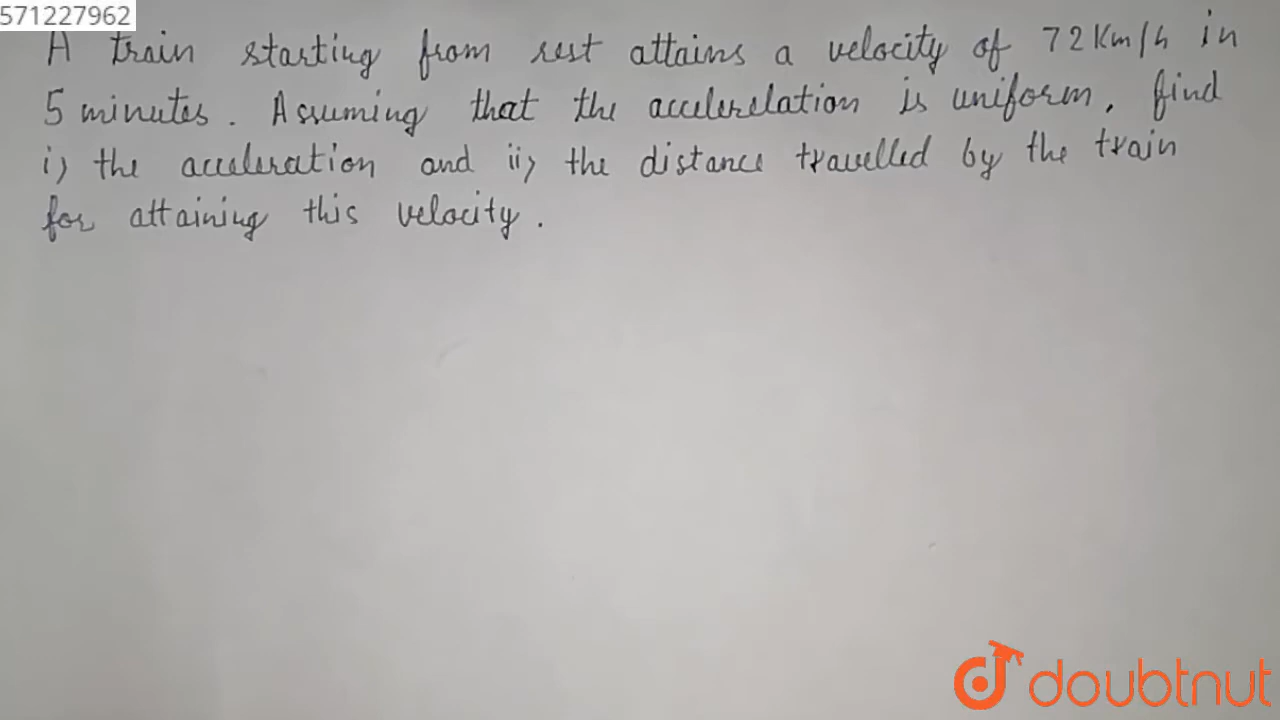 571227962
A train starting from rest attains a velocity of 72 Km/h in
5 minutes. Assuming that the accelerelation is uniform, find
i) the acceleration and ii) the distance travelled by the train
for attaining this velocity.
doubtnut